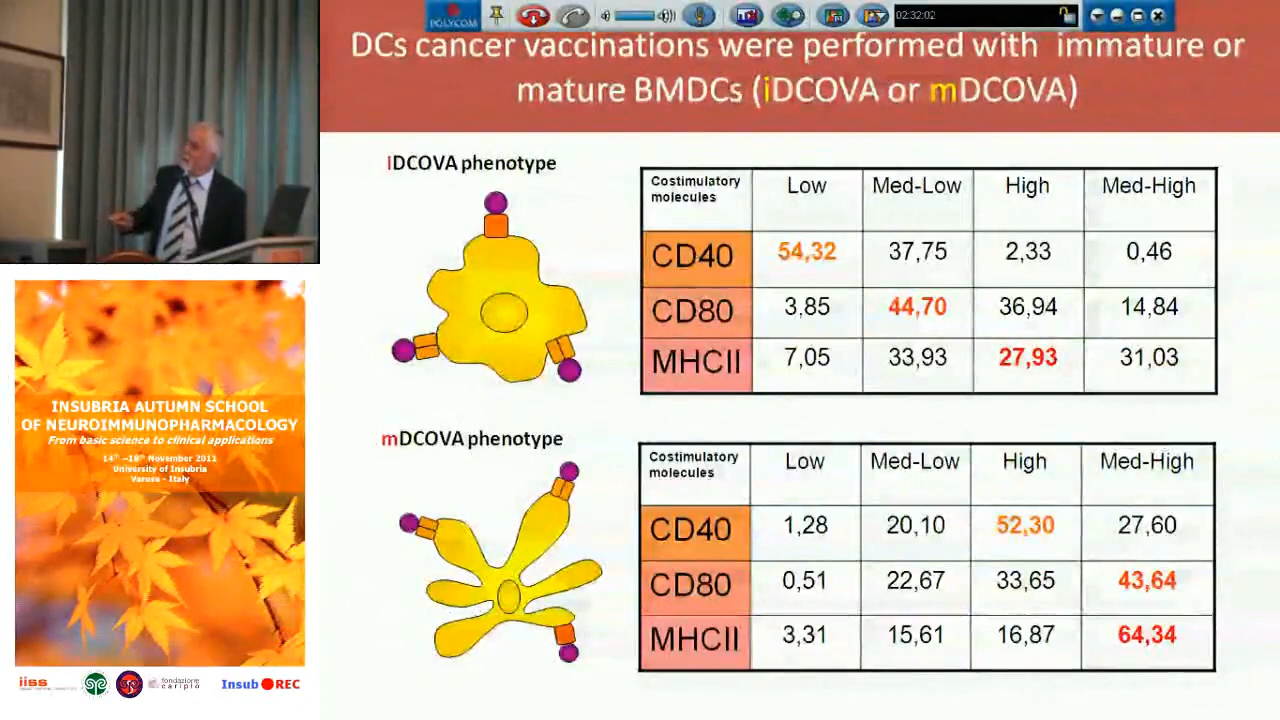 POLYCOM
02:32:02
DCs cancer vaccinations were performed with immature or
mature BMDCs (iDCOVA or mDCOVA)
iDCOVA phenotype
Costimulatory molecules Low Med-Low High Med-High
CD40 54,32 37,75 2,33 0,46
CD80 3,85 44,70 36,94 14,84
MHCII 7,05 33,93 27,93 31,03
mDCOVA phenotype
Costimulatory molecules Low Med-Low High Med-High
CD40 1,28 20,10 52,30 27,60
CD80 0,51 22,67 33,65 43,64
MHCII 3,31 15,61 16,87 64,34
INSUBRIA AUTUMN SCHOOL
OF NEUROIMMUNOPHARMACOLOGY
From basic science to clinical applications
14th –18th November 2011
University of Insubria
Varese - Italy
iiss
fondazione
cariplo
Insub REC